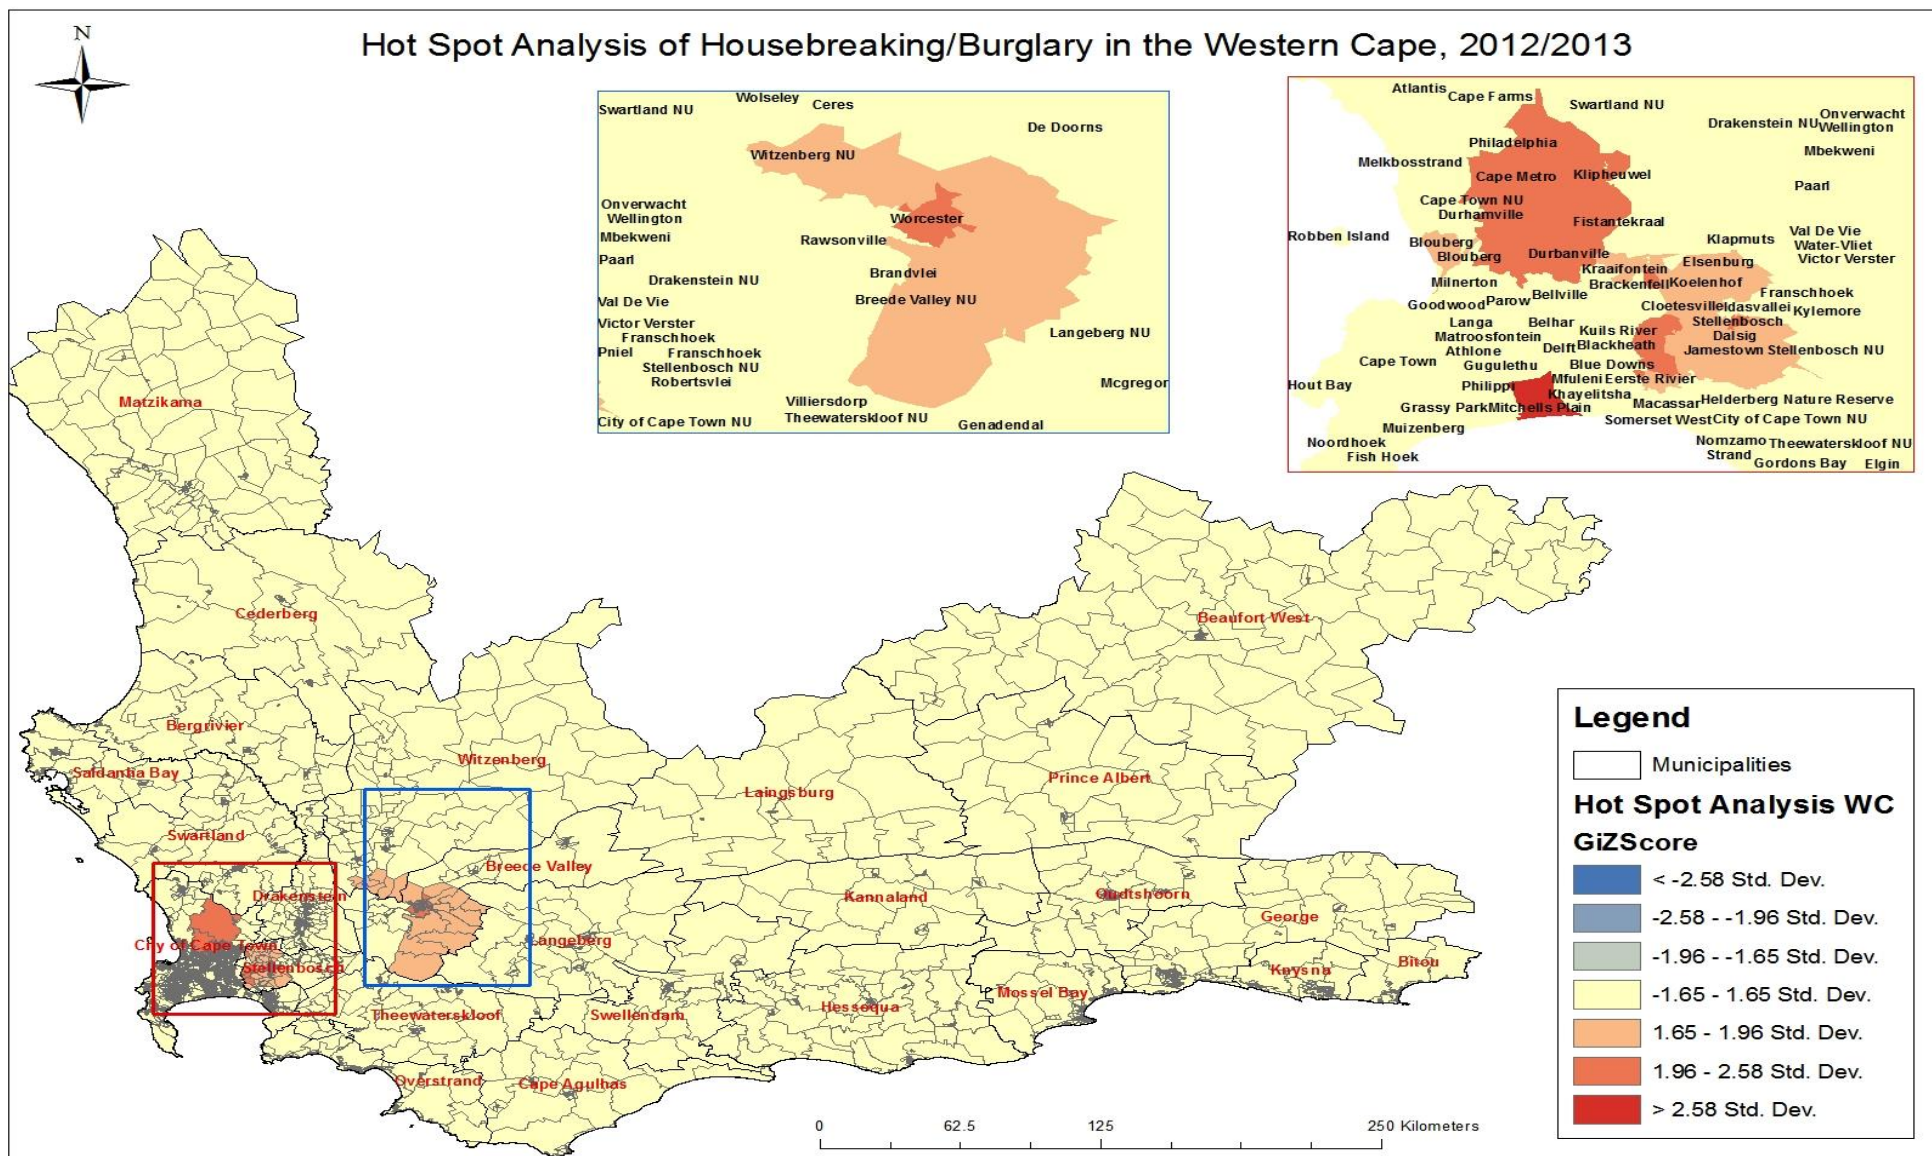 N
Hot Spot Analysis of Housebreaking/Burglary in the Western Cape, 2012/2013
Wolseley
Ceres
Swartland NU
De Doorns
Witzenberg NU
Onverwacht
Wellington
Worcester
Mbekweni
Rawsonville
Paarl
Drakenstein NU
Brandvlei
Val De Vie
Breede Valley NU
Victor Verster
Franschhoek
Langeberg NU
Pniel
Franschhoek
Stellenbosch NU
Robertsvlei
Mcgregor
Villiersdorp
City of Cape Town NU
Theewaterskloof NU
Genadendal
Atlantis
Cape Farms
Swartland NU
Onverwacht
Drakenstein NU
Wellington
Philadelphia
Mbekweni
Melkbosstrand
Cape Metro
Klipheuwel
Paarl
Cape Town NU
Durhamville
Fistantekraal
Robben Island
Blouberg
Klapmuts
Val De Vie
Water-Vliet
Blouberg
Durbanville
Elsenburg
Victor Verster
Kraaifontein
Milnerton
Brackenfell
Koelenhof
Goodwood
Parow
Bellville
Franschhoek
Cloetesville
Idasvallei
Kylemore
Langa
Belhar
Stellenbosch
Matroosfontein
Kuils River
Dalsig
Athlone
Delft
Blackheath
Jamestown
Stellenbosch NU
Cape Town
Gugulethu
Blue Downs
Hout Bay
Philippi
Mfuleni
Eerste Rivier
Khayelitsha
Grassy Park
Mitchells Plain
Macassar
Helderberg Nature Reserve
Muizenberg
Somerset West
City of Cape Town NU
Noordhoek
Nomzamo
Theewaterskloof NU
Fish Hoek
Strand
Gordons Bay
Elgin
Matzikama
Cederberg
Beaufort West
Bergrivier
Witzenberg
Saldanha Bay
Prince Albert
Laingsburg
Swartland
Breede Valley
Drakenstein
Kannaland
Oudtshoorn
George
City of Cape Town
Langeberg
Stellenbosch
Bitou
Knysna
Mossel Bay
Hessequa
Theewaterskloof
Swellendam
Overstrand
Cape Agulhas
Legend
Municipalities
Hot Spot Analysis WC
GiZScore
< -2.58 Std. Dev.
-2.58 - -1.96 Std. Dev.
-1.96 - -1.65 Std. Dev.
-1.65 - 1.65 Std. Dev.
1.65 - 1.96 Std. Dev.
1.96 - 2.58 Std. Dev.
> 2.58 Std. Dev.
0 62.5 125 250 Kilometers